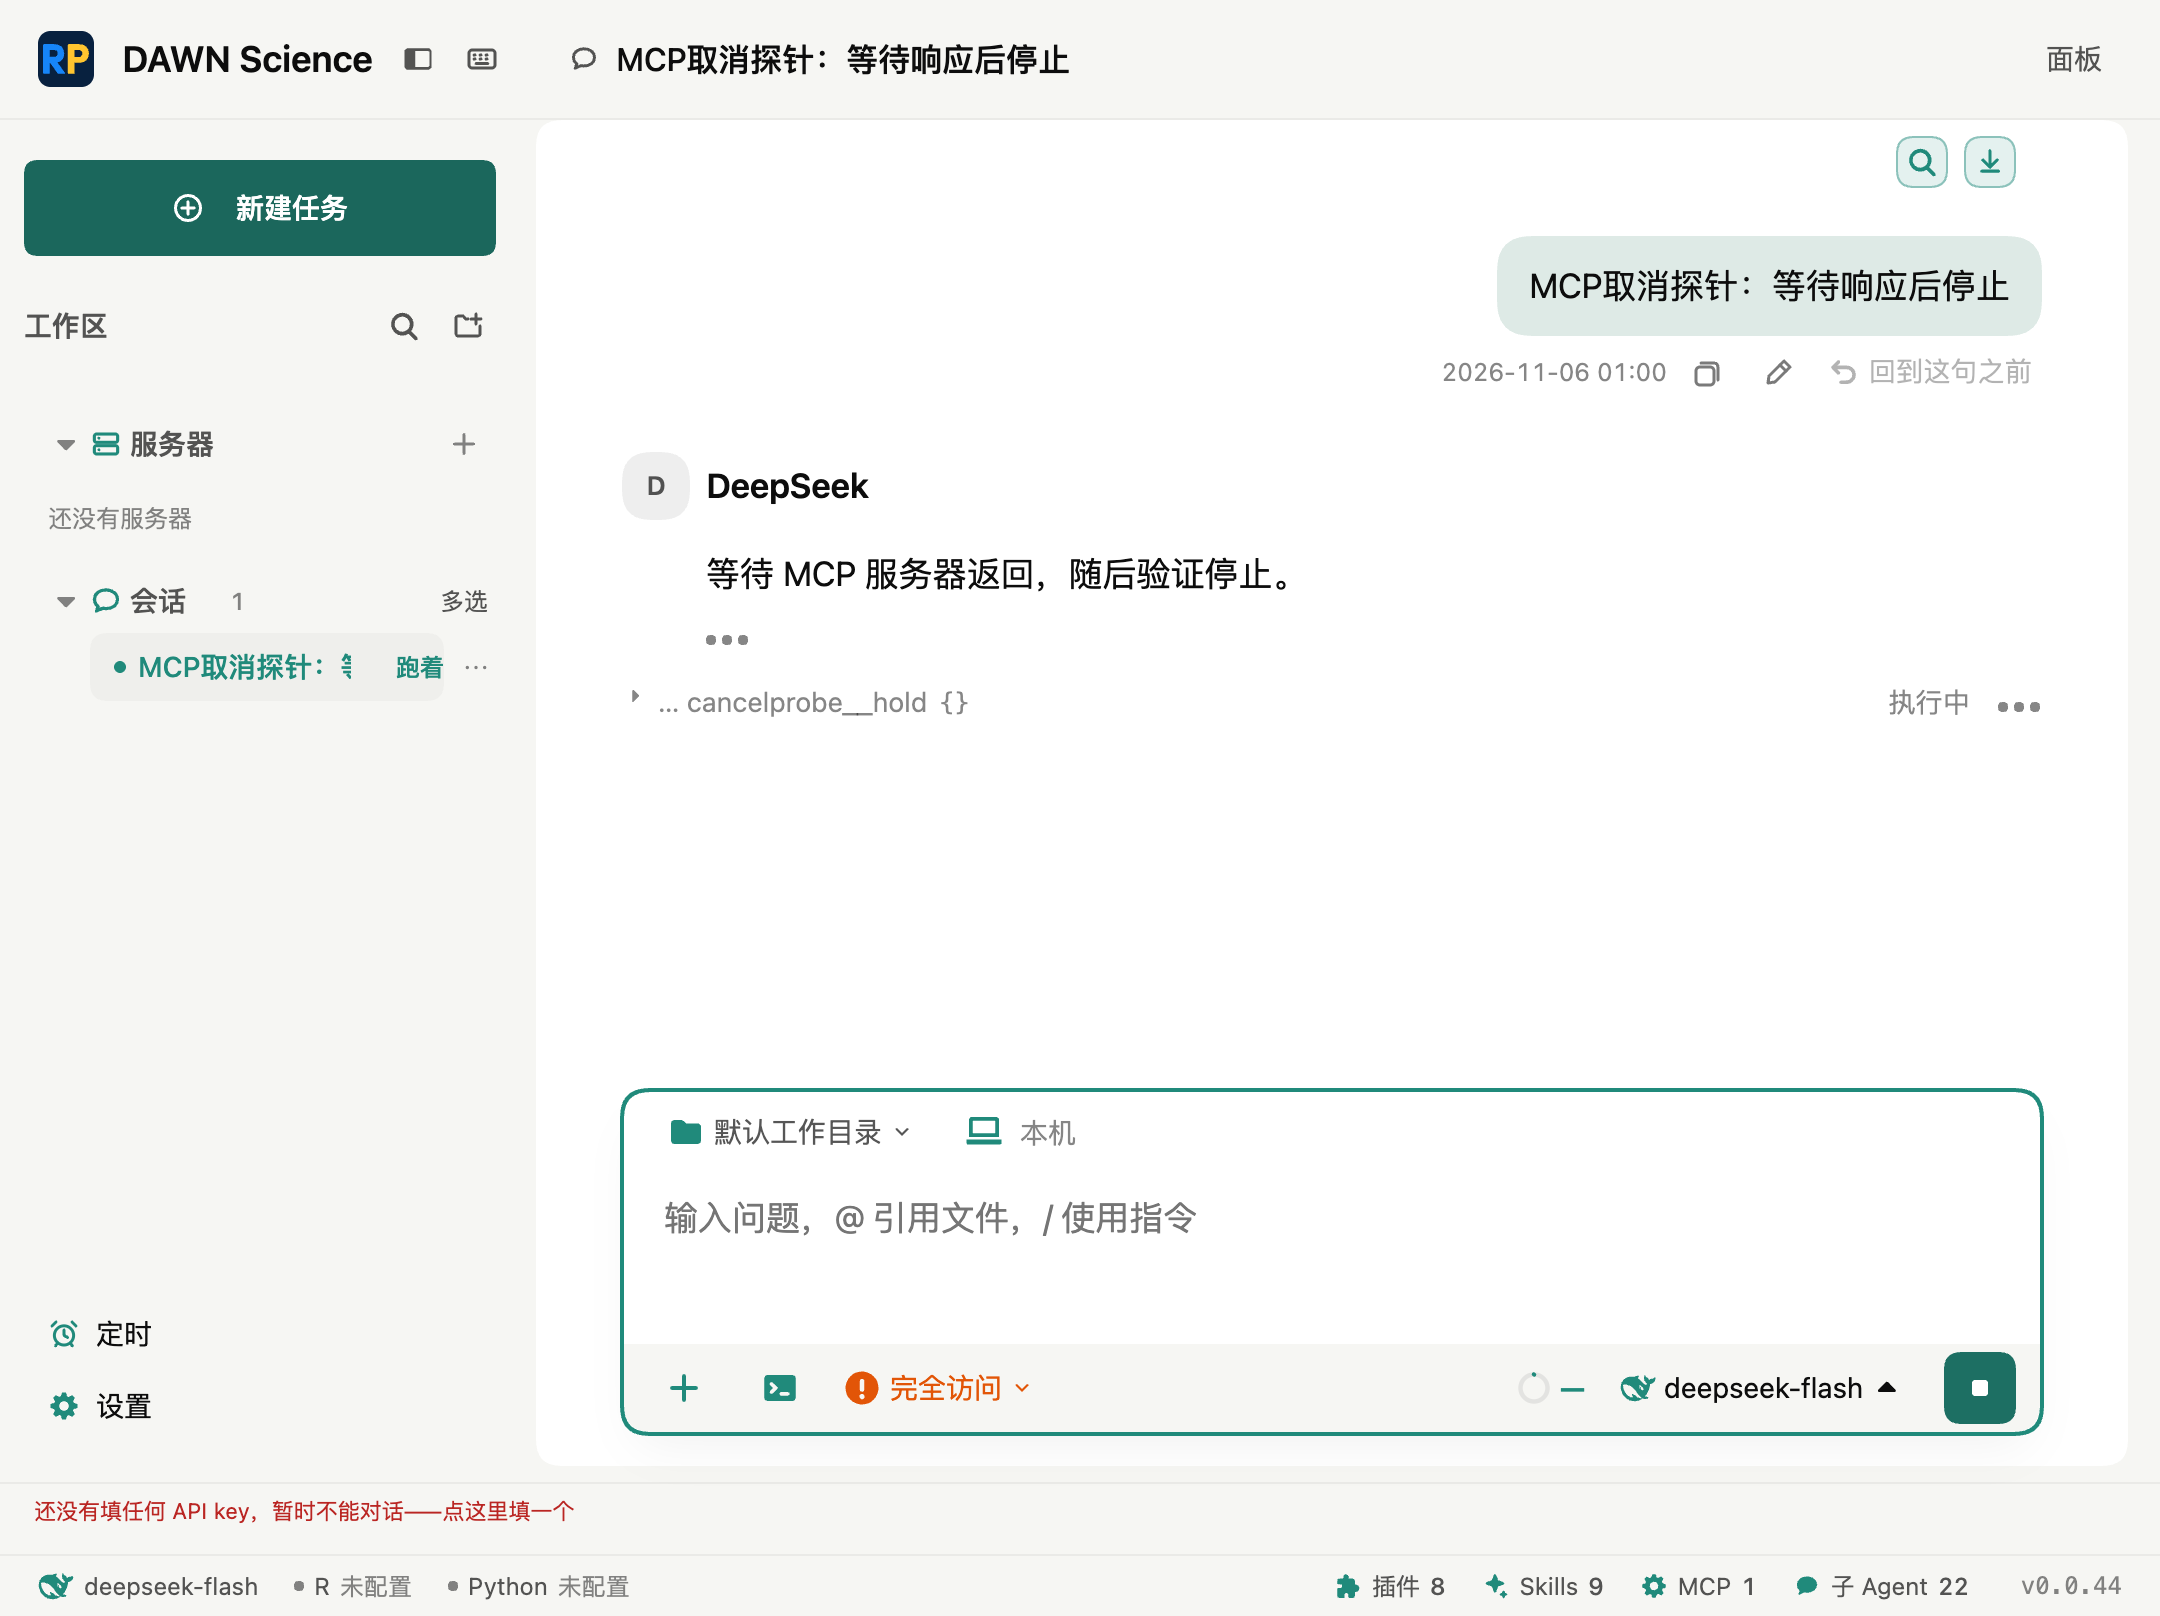 RP
DAWN Science
MCP取消探针：等待响应后停止
面板
新建任务
工作区
服务器
还没有服务器
会话 1 多选
MCP取消探针： 跑着 ...
定时
设置
MCP取消探针：等待响应后停止
2026-11-06 01:00 回到这句之前
D DeepSeek
等待 MCP 服务器返回，随后验证停止。
... cancelprobe__hold {} 执行中
默认工作目录 本机
输入问题，@ 引用文件，/ 使用指令
完全访问 deepseek-flash
还没有填任何 API key，暂时不能对话——点这里填一个
deepseek-flash R 未配置 Python 未配置 插件 8 Skills 9 MCP 1 子 Agent 22 v0.0.44